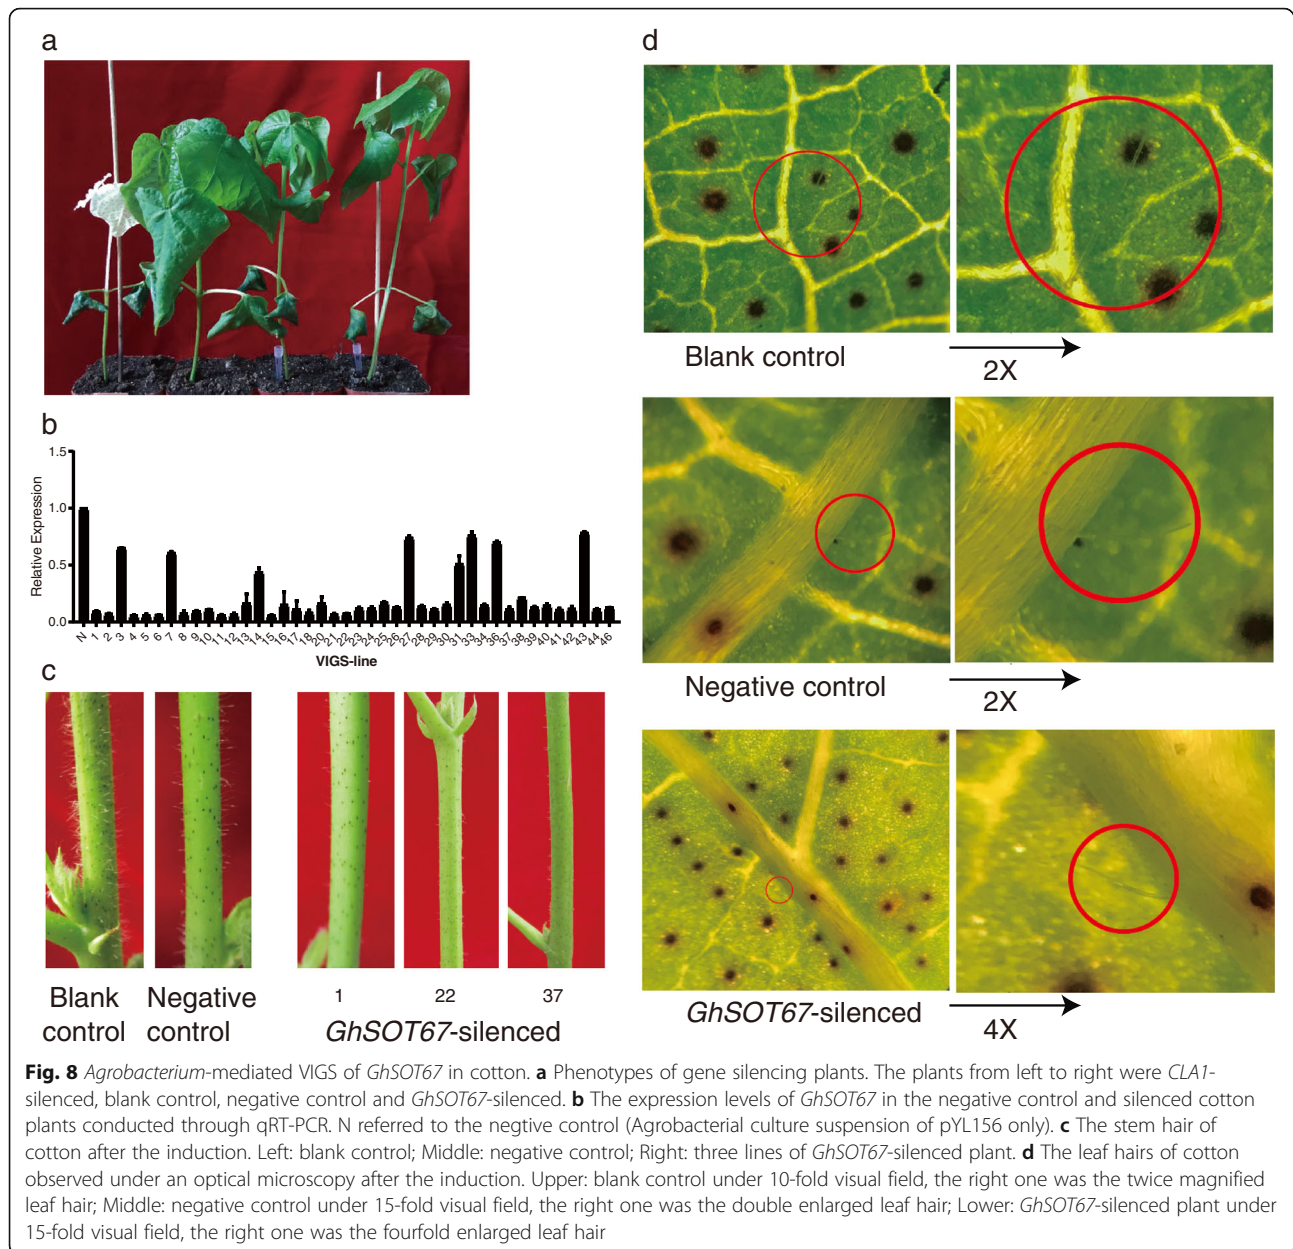 a
b
1.5
1.0
0.5
0.0
Relative Expression
N 1 2 3 4 5 6 7 8 9 10 11 12 13 14 15 16 17 18 20 21 22 23 24 25 26 27 28 29 30 31 33 34 36 37 38 39 40 41 42 43 44 46
VIGS-line
c
Blank control
Negative control
1 22 37
GhSOT67-silenced
d
Blank control
2X
Negative control
2X
GhSOT67-silenced
4X
Fig. 8 Agrobacterium-mediated VIGS of GhSOT67 in cotton. a Phenotypes of gene silencing plants. The plants from left to right were CLA1-
silenced, blank control, negative control and GhSOT67-silenced. b The expression levels of GhSOT67 in the negative control and silenced cotton
plants conducted through qRT-PCR. N referred to the negtive control (Agrobacterial culture suspension of pYL156 only). c The stem hair of
cotton after the induction. Left: blank control; Middle: negative control; Right: three lines of GhSOT67-silenced plant. d The leaf hairs of cotton
observed under an optical microscopy after the induction. Upper: blank control under 10-fold visual field, the right one was the twice magnified
leaf hair; Middle: negative control under 15-fold visual field, the right one was the double enlarged leaf hair; Lower: GhSOT67-silenced plant under
15-fold visual field, the right one was the fourfold enlarged leaf hair